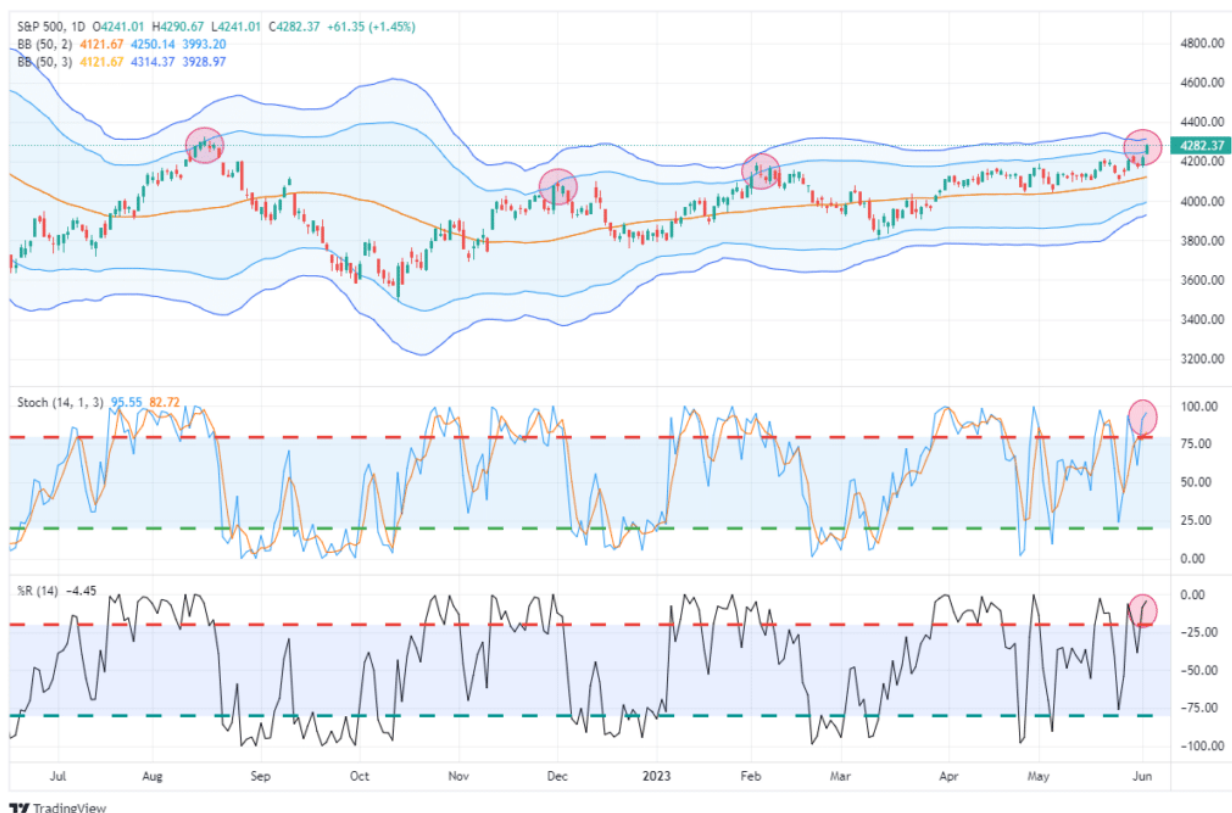 S&P 500, 1D O4241.01 H4290.67 L4241.01 C4282.37 +61.35 (+1.45%)
BB (50, 2) 4121.67 4250.14 3993.20
BB (50, 3) 4121.67 4314.37 3928.97
4800.00
4600.00
4400.00
4282.37
4200.00
4000.00
3800.00
3600.00
3400.00
3200.00
Stoch (14, 1, 3) 95.55 82.72
100.00
75.00
50.00
25.00
0.00
%R (14) −4.45
0.00
−25.00
−50.00
−75.00
−100.00
Jul Aug Sep Oct Nov Dec 2023 Feb Mar Apr May Jun
TradingView